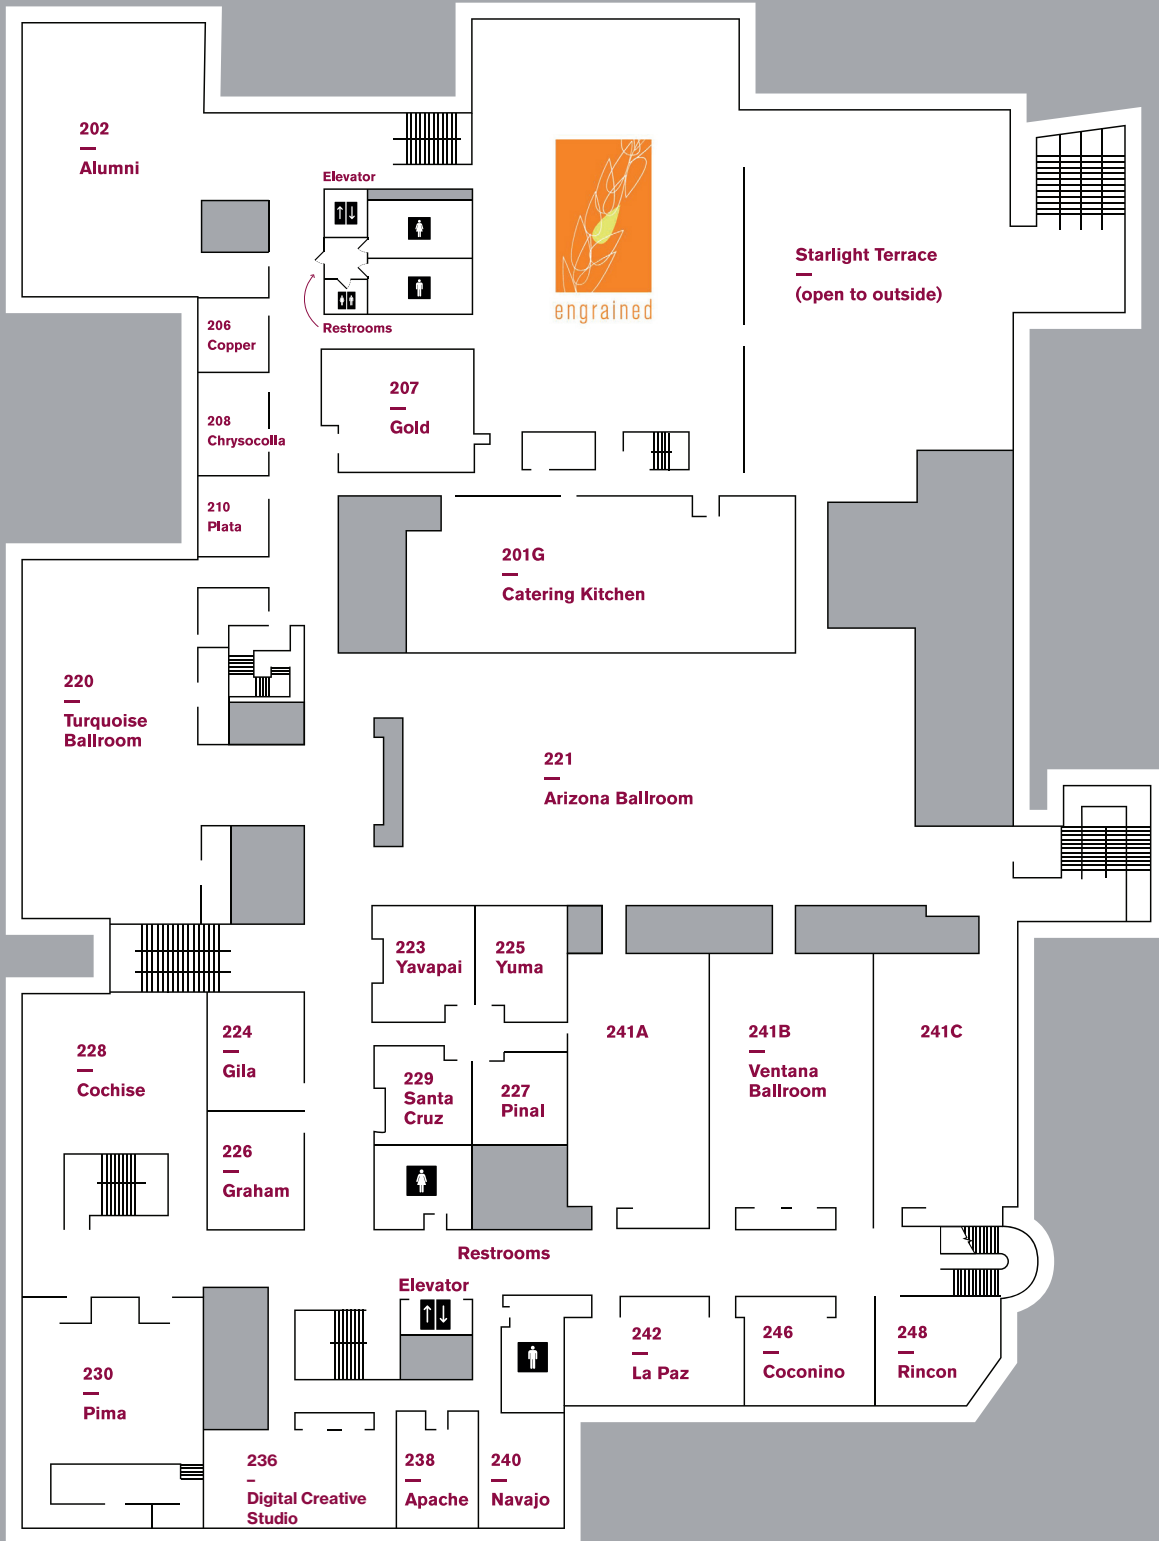 202
Alumni
Elevator
Restrooms
engrained
Starlight Terrace
(open to outside)
206
Copper
207
Gold
208
Chrysocolla
210
Plata
201G
Catering Kitchen
220
Turquoise
Ballroom
221
Arizona Ballroom
223
Yavapai
225
Yuma
224
Gila
228
Cochise
241A
241B
Ventana
Ballroom
241C
229
Santa
Cruz
227
Pinal
226
Graham
Restrooms
Elevator
242
La Paz
246
Coconino
248
Rincon
230
Pima
236
Digital Creative
Studio
238
Apache
240
Navajo